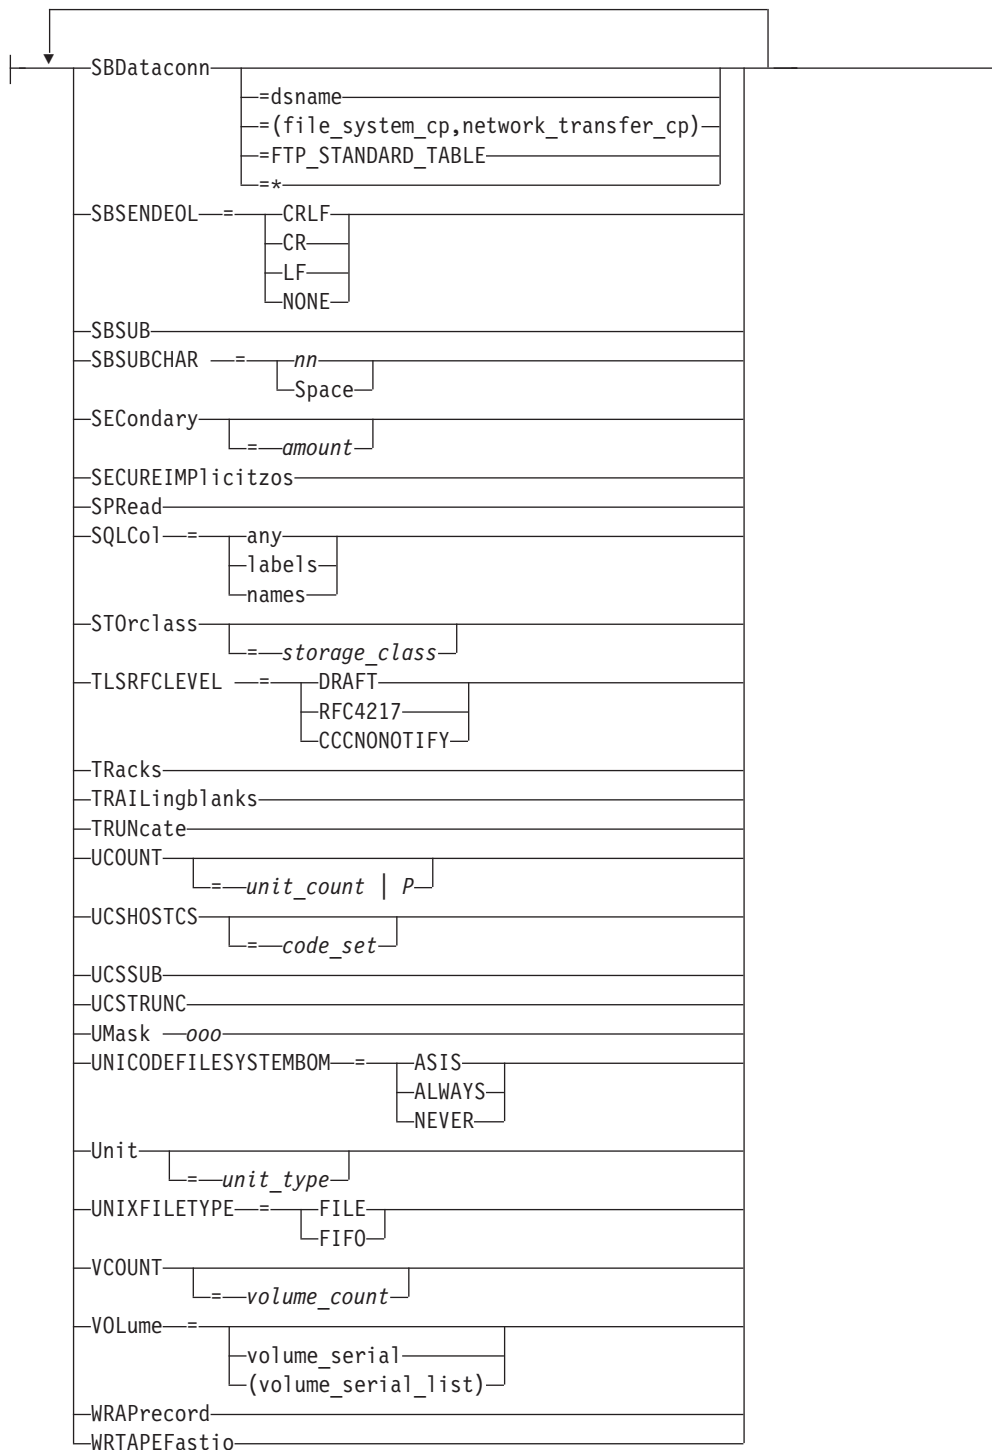 SBDataconn
=dsname
=(file_system_cp,network_transfer_cp)
=FTP_STANDARD_TABLE
=*
SBSENDEOL = CRLF
CR
LF
NONE
SBSUB
SBSUBCHAR = nn
Space
SECondary
=amount
SECUREIMPlicitzos
SPRead
SQLCol = any
labels
names
STOrclass
=storage_class
TLSRFCLEVEL = DRAFT
RFC4217
CCCNONOTIFY
TRacks
TRAILingblanks
TRUNcate
UCOUNT
=unit_count | P
UCSHOSTCS
=code_set
UCSSUB
UCSTRUNC
UMask ooo
UNICODEFILESYSTEMBOM = ASIS
ALWAYS
NEVER
Unit
=unit_type
UNIXFILETYPE = FILE
FIFO
VCOUNT
=volume_count
VOLume =
volume_serial
(volume_serial_list)
WRAPrecord
WRTAPEFastio